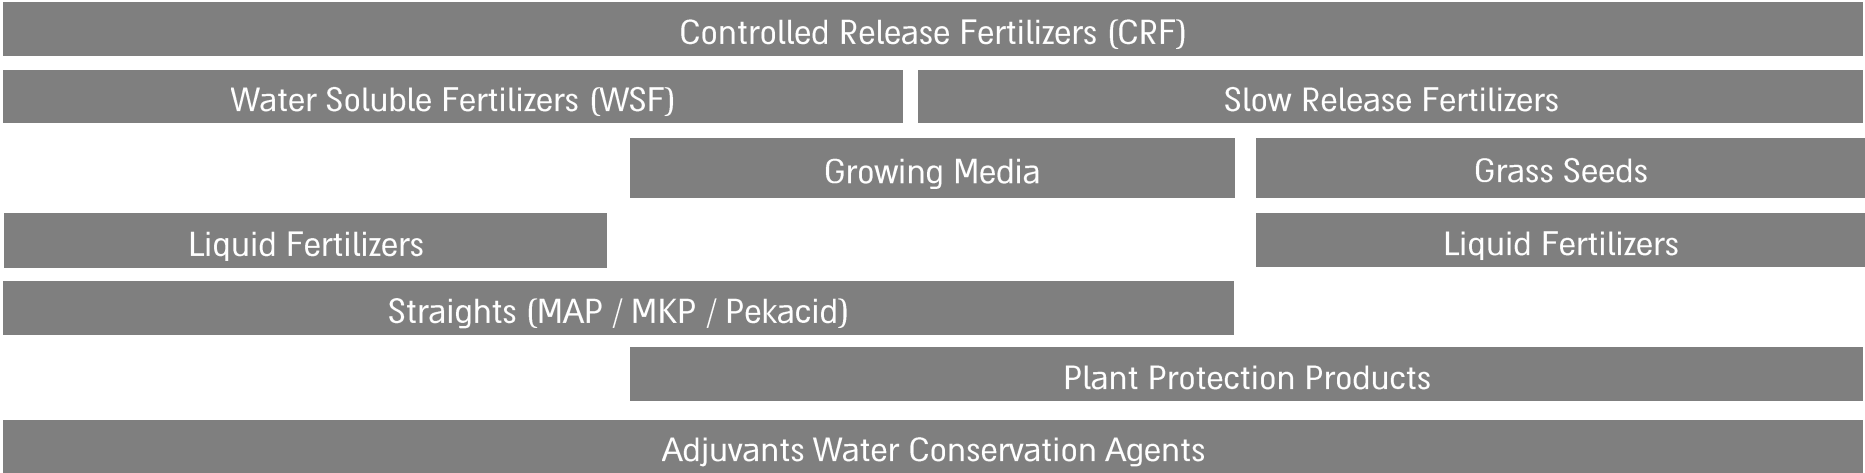 Controlled Release Fertilizers (CRF)
Water Soluble Fertilizers (WSF)
Slow Release Fertilizers
Growing Media
Grass Seeds
Liquid Fertilizers
Liquid Fertilizers
Straights (MAP / MKP / Pekacid)
Plant Protection Products
Adjuvants Water Conservation Agents